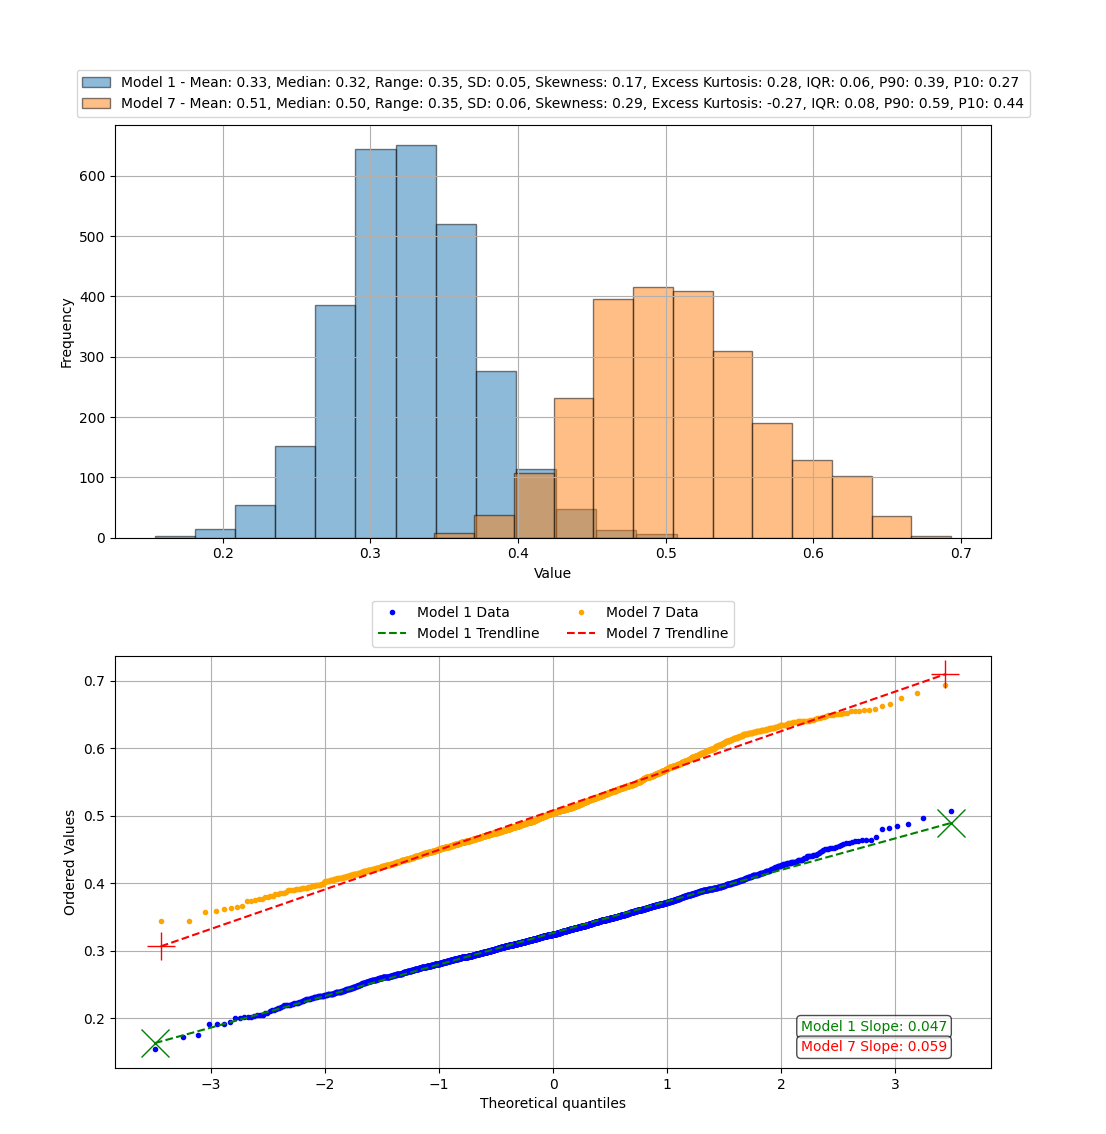 Model 1 - Mean: 0.33, Median: 0.32, Range: 0.35, SD: 0.05, Skewness: 0.17, Excess Kurtosis: 0.28, IQR: 0.06, P90: 0.39, P10: 0.27
Model 7 - Mean: 0.51, Median: 0.50, Range: 0.35, SD: 0.06, Skewness: 0.29, Excess Kurtosis: -0.27, IQR: 0.08, P90: 0.59, P10: 0.44
600
500
400
300
200
100
0
Frequency
0.2 0.3 0.4 0.5 0.6 0.7
Value
Model 1 Data Model 7 Data
Model 1 Trendline Model 7 Trendline
0.7
0.6
0.5
0.4
0.3
0.2
Ordered Values
Model 1 Slope: 0.047
Model 7 Slope: 0.059
−3 −2 −1 0 1 2 3
Theoretical quantiles